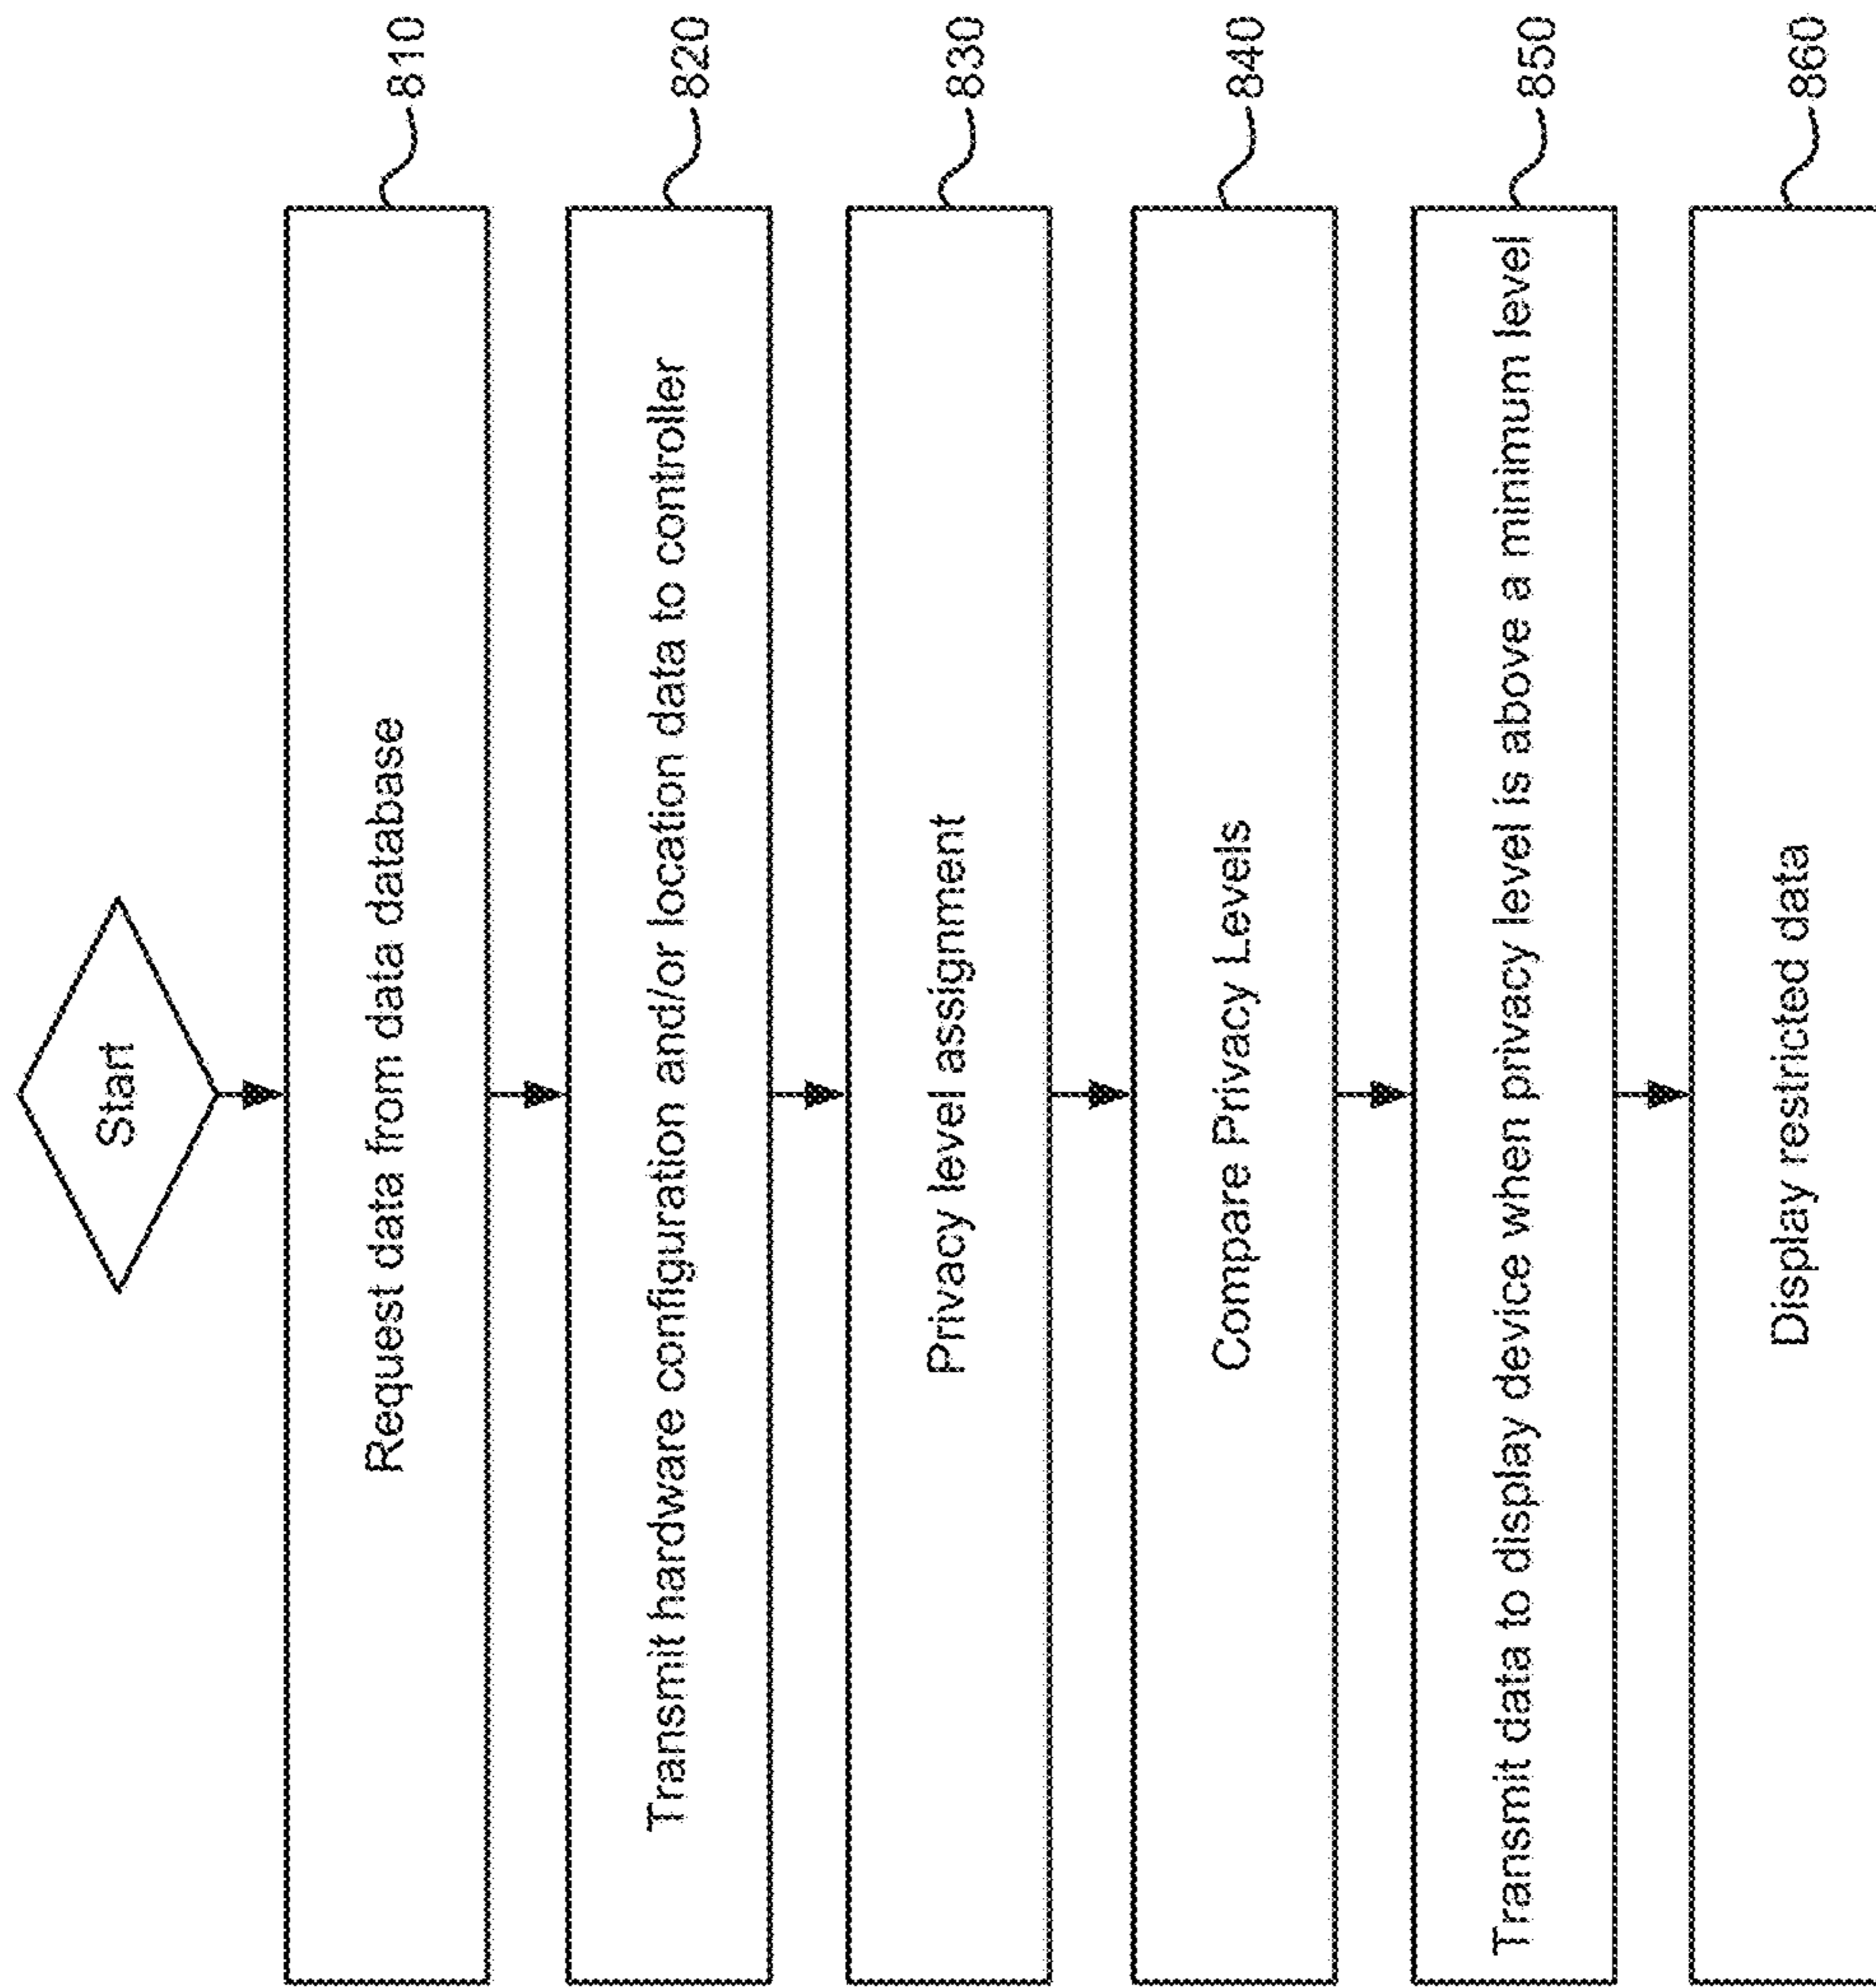 Start
Request data from data database
810
Transmit hardware configuration and/or location data to controller
820
Privacy level assignment
830
Compare Privacy Levels
840
Transmit data to display device when privacy level is above a minimum level
850
Display restricted data
860